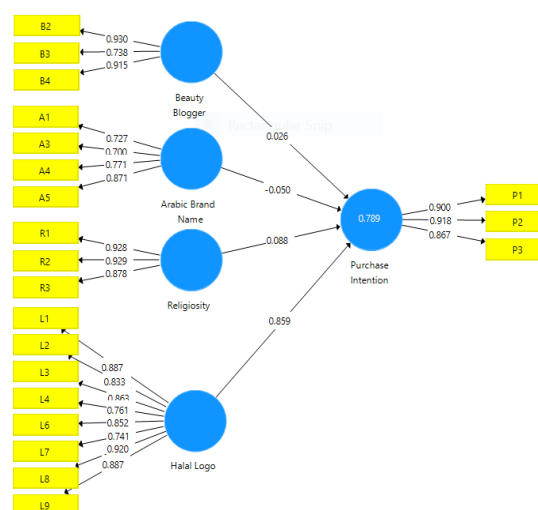 B2
B3
B4
0.930
0.738
0.915
Beauty
Blogger
Rectangular Snip
0.026
A1
A3
A4
A5
0.727
0.700
0.771
0.871
Arabic Brand
Name
-0.050
R1
R2
R3
0.928
0.929
0.878
Religiosity
0.088
L1
L2
L3
L4
L6
L7
L8
L9
0.887
0.833
0.863
0.761
0.852
0.741
0.920
0.887
Halal Logo
0.859
0.789
Purchase
Intention
0.900
0.918
0.867
P1
P2
P3